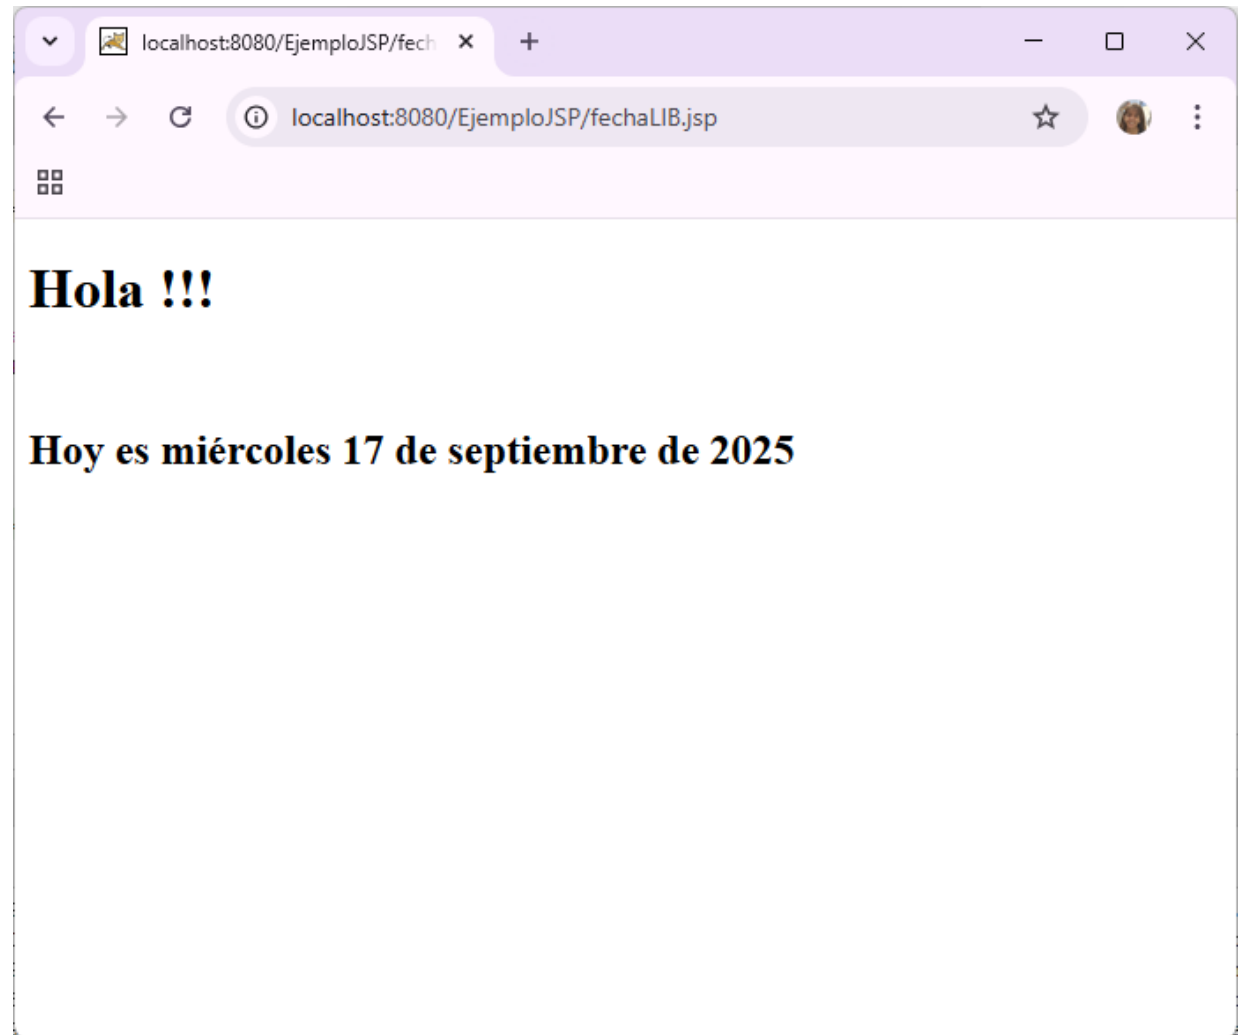 localhost:8080/EjemploJSP/fech
localhost:8080/EjemploJSP/fechaLIB.jsp
Hola !!!
Hoy es miércoles 17 de septiembre de 2025